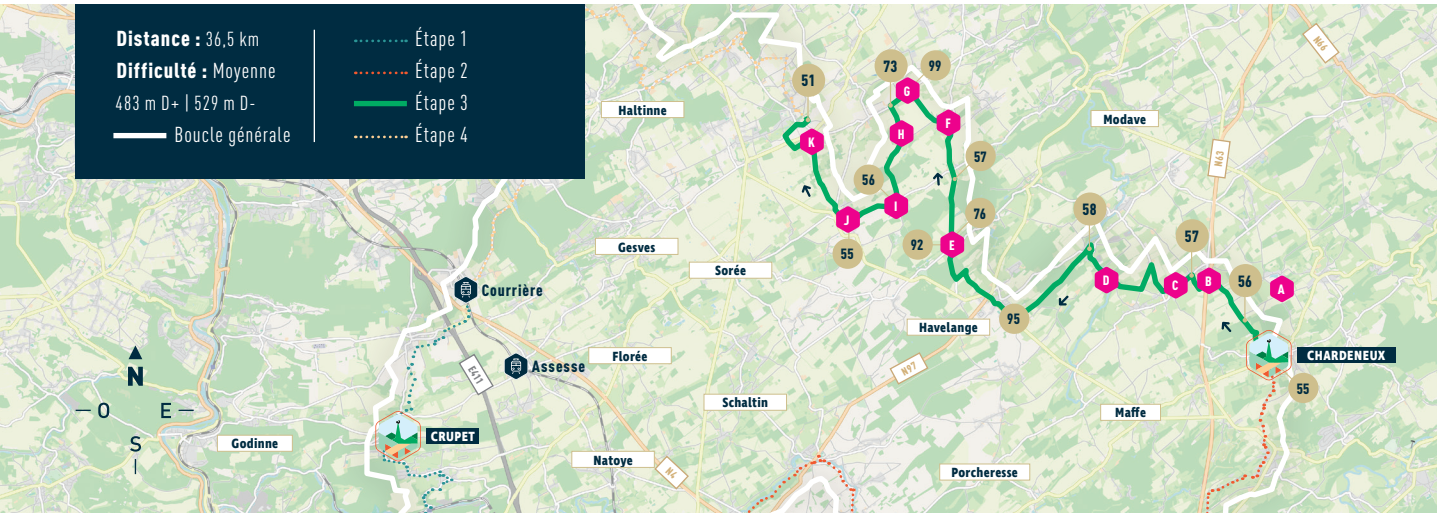 Distance : 36,5 km
Difficulté : Moyenne
483 m D+ | 529 m D-
Boucle générale
Étape 1
Étape 2
Étape 3
Étape 4
N66
51
73
99
G
Haltinne
F
Modave
K
H
N63
57
56
I
76
58
J
92
E
57
Gesves
55
Sorée
D
C
B
56
A
Courrière
95
Havelange
CHARDENEUX
Florée
Assesse
E411
N97
55
N
O
E
S
Schaltin
Maffe
CRUPET
Godinne
Natoye
N4
Porcheresse